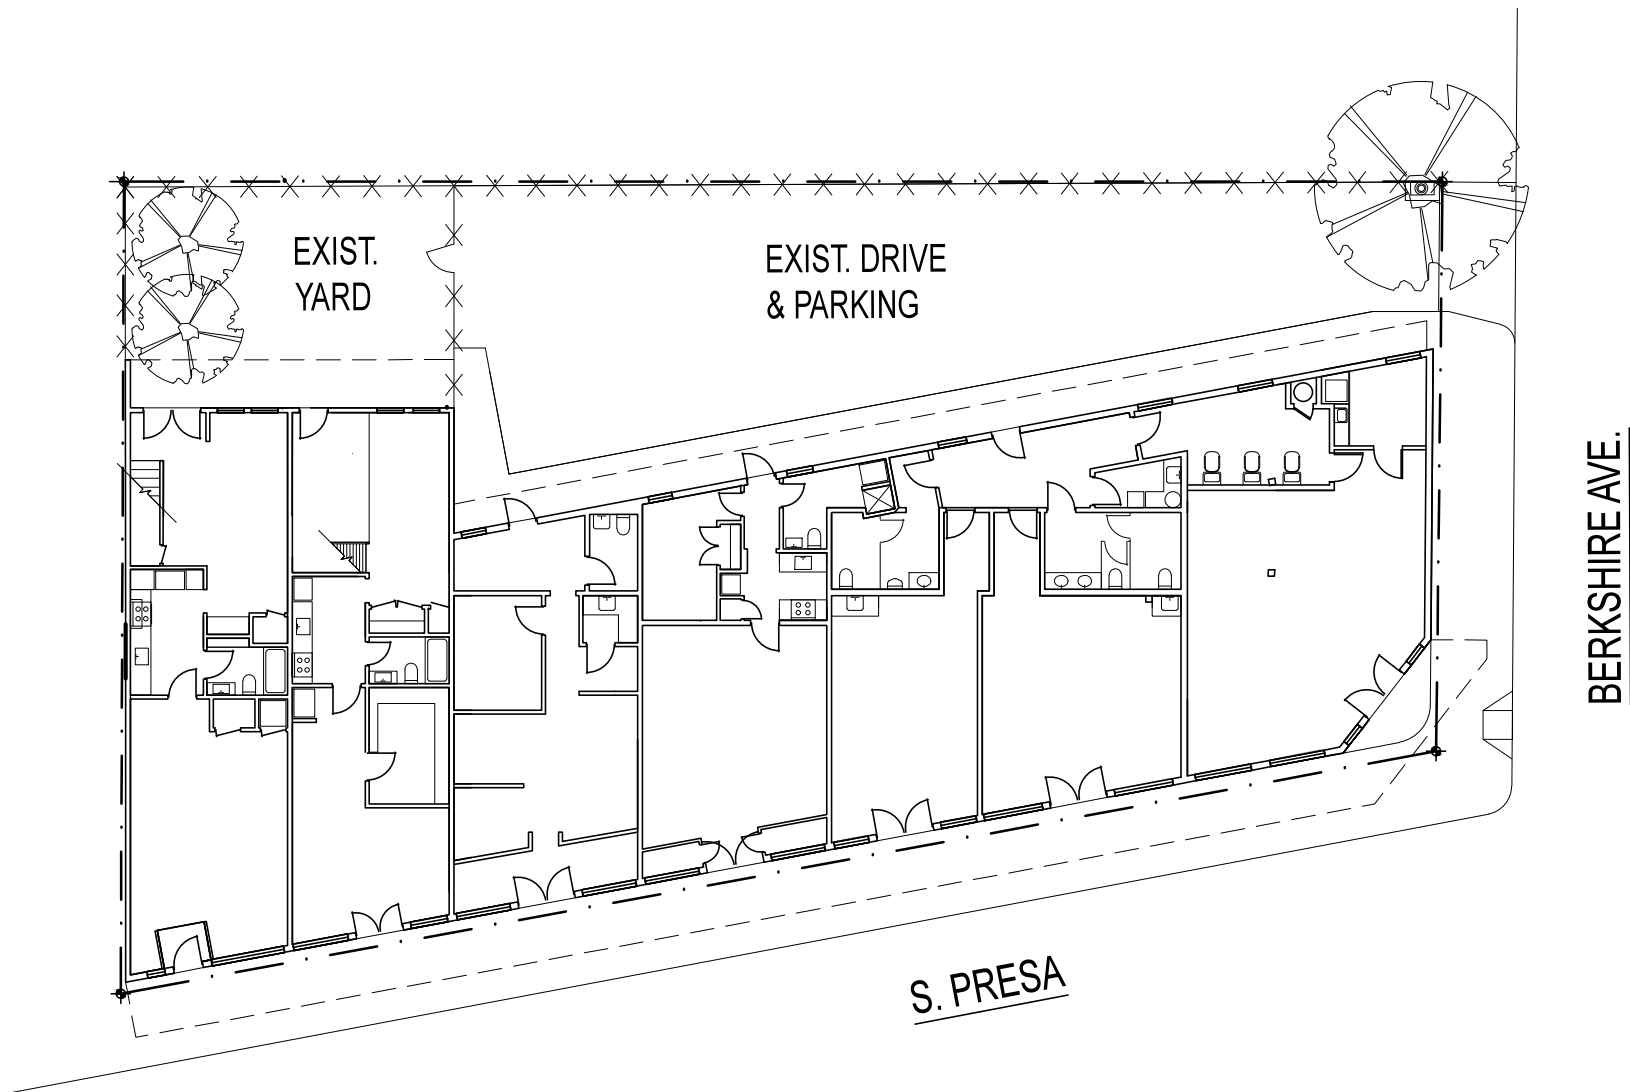 EXIST.
YARD
EXIST. DRIVE
& PARKING
BERKSHIRE AVE.
S. PRESA